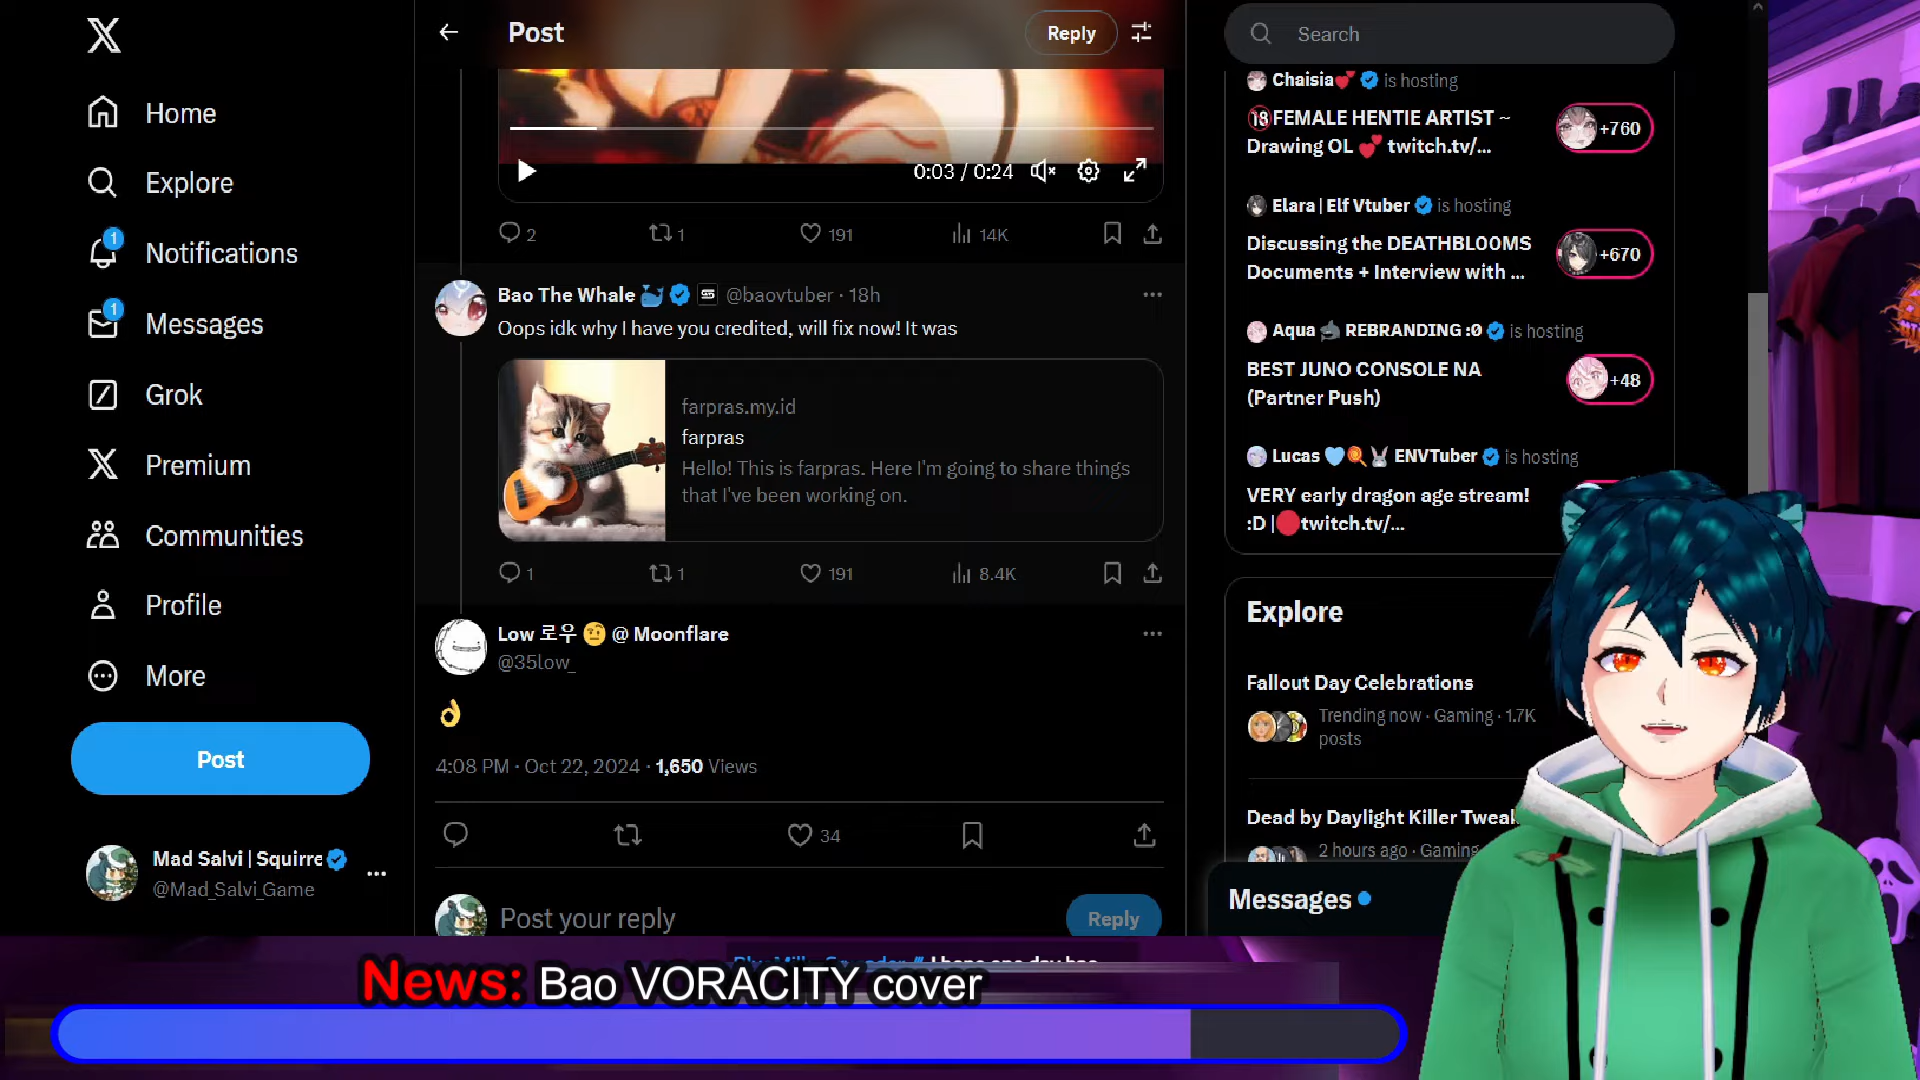 Home
Explore
1
Notifications
1
Messages
Grok
Premium
Communities
Profile
More
Post
Mad Salvi | Squirre
@Mad_Salvi_Game
Post
Reply
0:03 / 0:24
2
1
191
14K
Bao The Whale 🐳 @baovtuber · 18h
Oops idk why I have you credited, will fix now! It was
farpras.my.id
farpras
Hello! This is farpras. Here I'm going to share things
that I've been working on.
1
1
191
8.4K
Low 로우 🤨 @ Moonflare
@35low_
👌
4:08 PM · Oct 22, 2024 · 1,650 Views
34
Post your reply
Reply
Search
Chaisia💕 is hosting
🔞FEMALE HENTIE ARTIST ~
Drawing OL 💕 twitch.tv/...
+760
Elara | Elf Vtuber is hosting
Discussing the DEATHBL00MS
Documents + Interview with ...
+670
Aqua 🦈 REBRANDING :0 is hosting
BEST JUNO CONSOLE NA
(Partner Push)
+48
Lucas 🩵🍭🐰 ENVTuber is hosting
VERY early dragon age stream!
:D |🔴twitch.tv/...
Explore
Fallout Day Celebrations
Trending now · Gaming · 1.7K
posts
Dead by Daylight Killer Tweak
2 hours ago · Gaming
Messages
News: Bao VORACITY cover